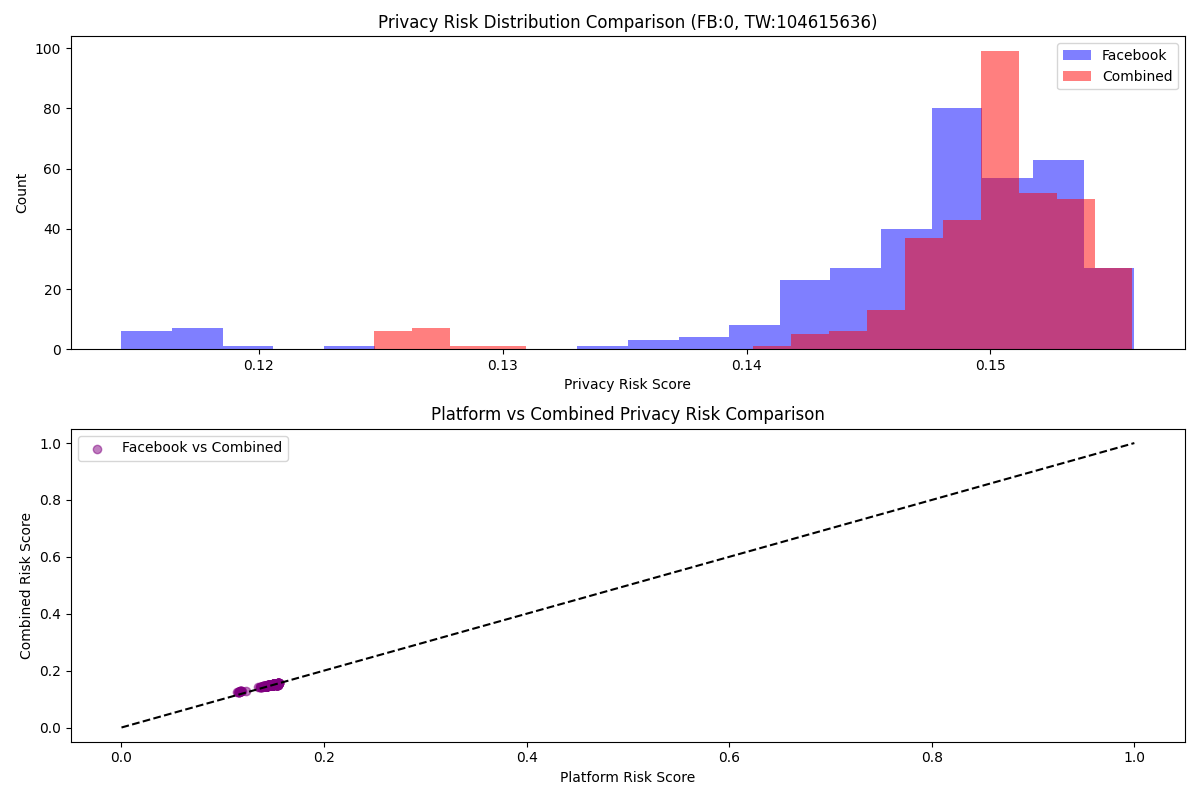 Privacy Risk Distribution Comparison (FB:0, TW:104615636)
100
80
60
40
20
0
Count
Facebook
Combined
0.12 0.13 0.14 0.15
Privacy Risk Score
Platform vs Combined Privacy Risk Comparison
1.0
0.8
0.6
0.4
0.2
0.0
Combined Risk Score
Facebook vs Combined
0.0 0.2 0.4 0.6 0.8 1.0
Platform Risk Score